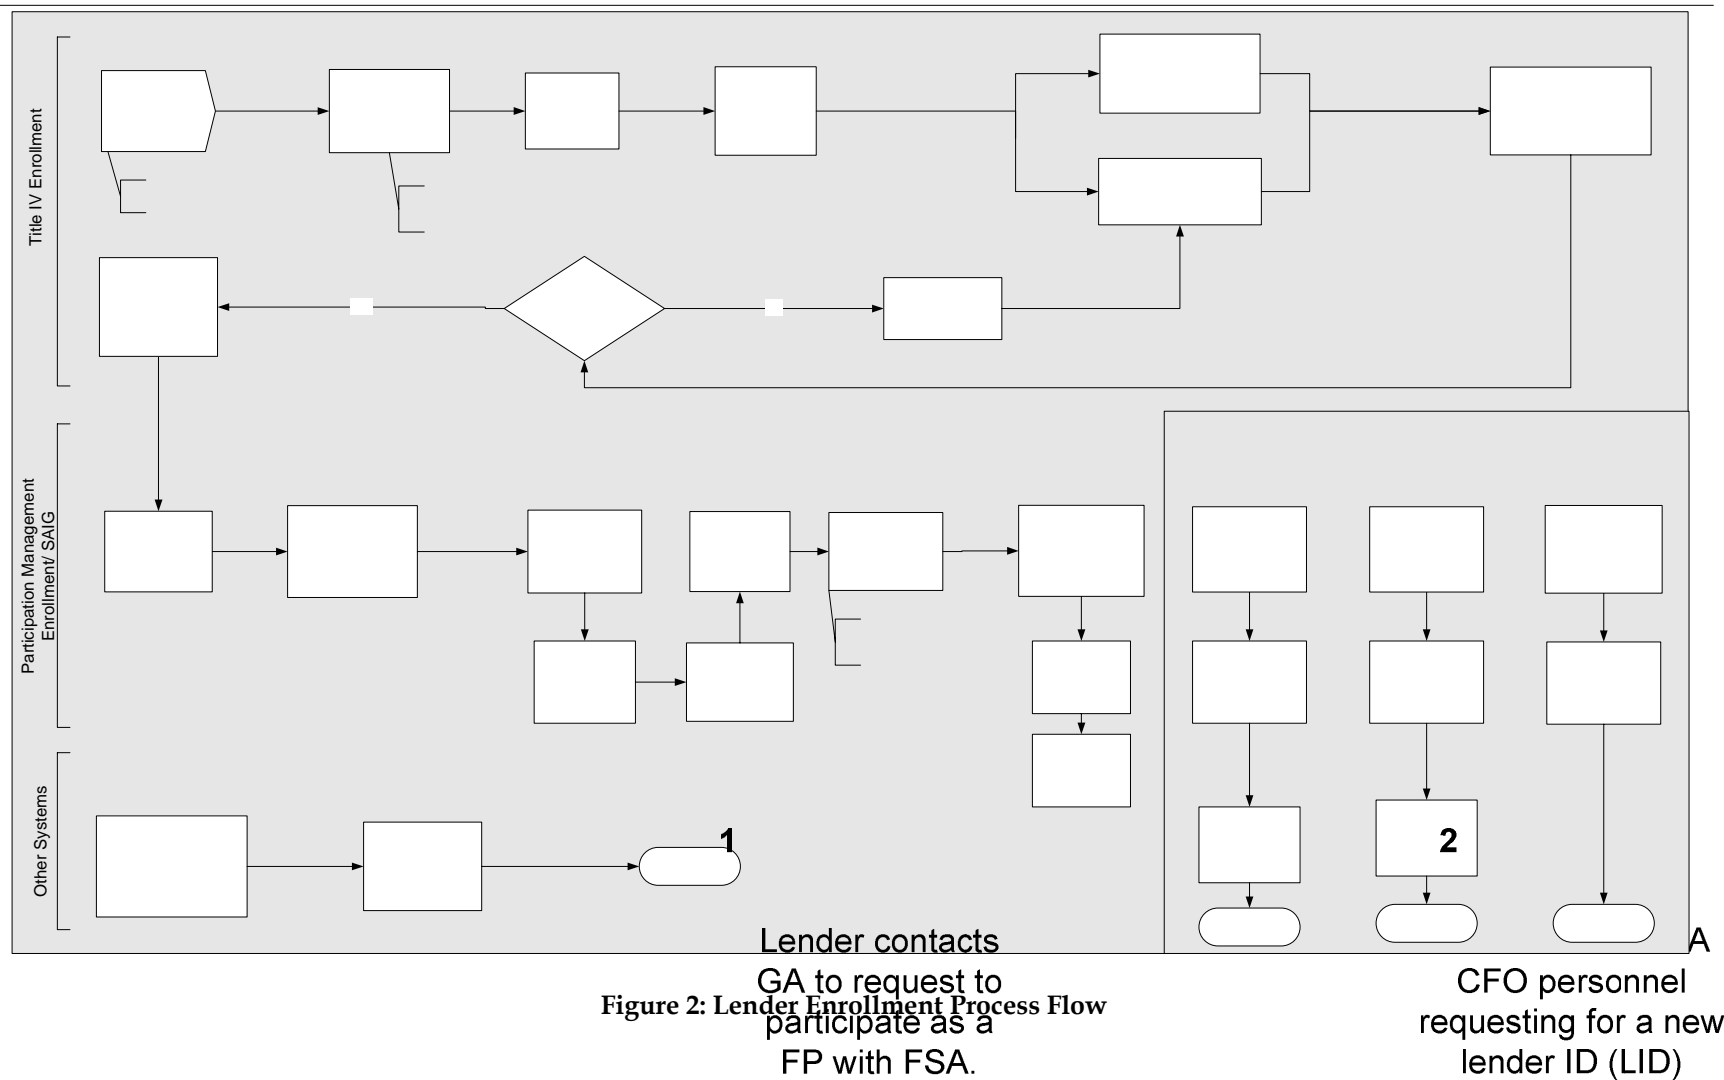 Title IV Enrollment
Participation Management
Enrollment/ SAIG
Other Systems
1
2
Lender contacts
GA to request to
participate as a
FP with FSA.
A
CFO personnel
requesting for a new
lender ID (LID)
Figure 2: Lender Enrollment Process Flow